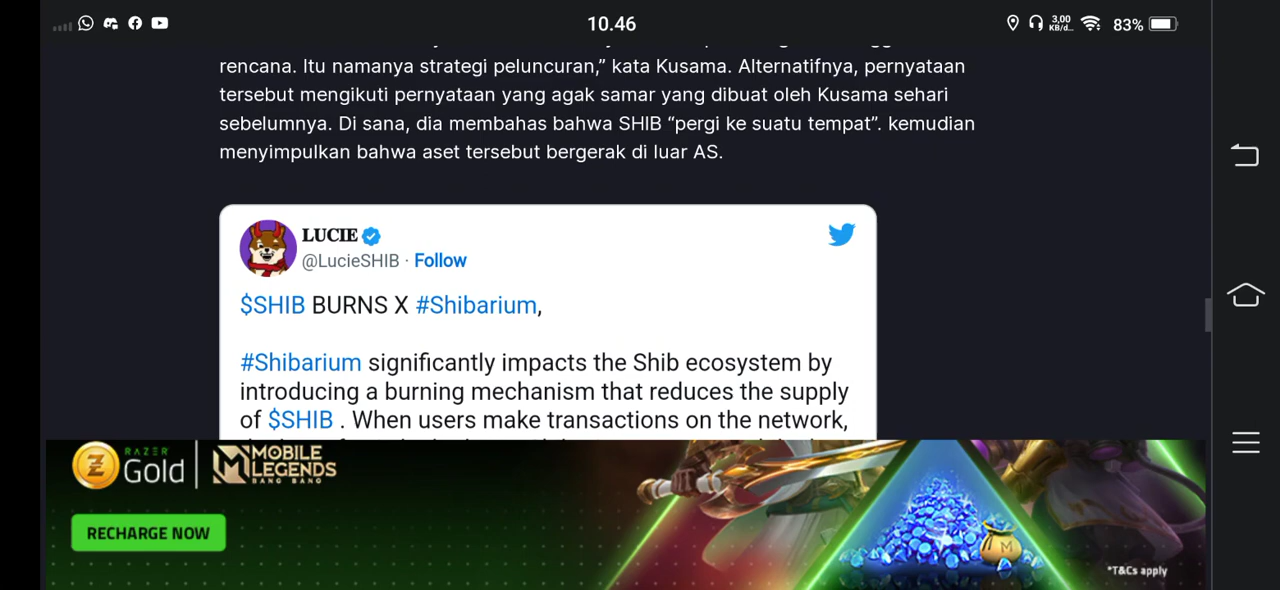 10.46
3,00
KB/d...
83%
rencana. Itu namanya strategi peluncuran,” kata Kusama. Alternatifnya, pernyataan
tersebut mengikuti pernyataan yang agak samar yang dibuat oleh Kusama sehari
sebelumnya. Di sana, dia membahas bahwa SHIB “pergi ke suatu tempat”. kemudian
menyimpulkan bahwa aset tersebut bergerak di luar AS.
LUCIE
@LucieSHIB · Follow
$SHIB BURNS X #Shibarium,
#Shibarium significantly impacts the Shib ecosystem by
introducing a burning mechanism that reduces the supply
of $SHIB . When users make transactions on the network,
RAZER
Gold
MOBILE
LEGENDS
BANG BANG
RECHARGE NOW
M
*T&Cs apply